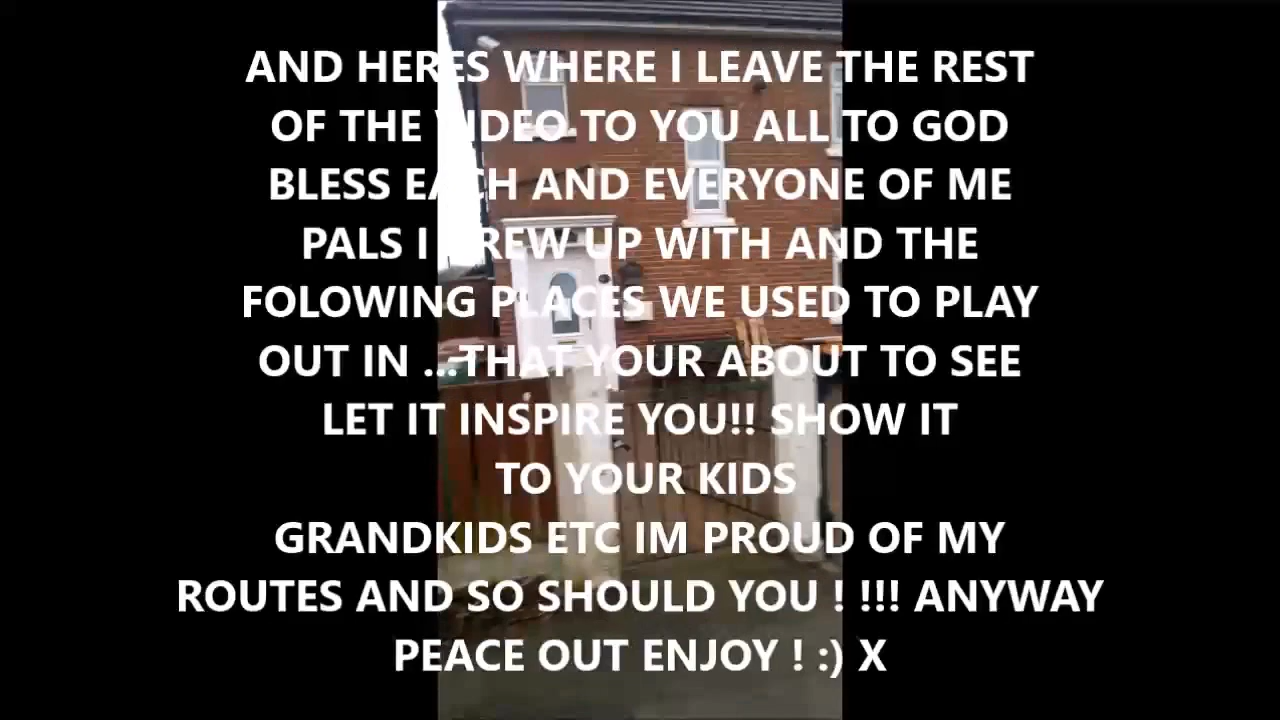 AND HERES WHERE I LEAVE THE REST
OF THE VIDEO TO YOU ALL TO GOD
BLESS EACH AND EVERYONE OF ME
PALS I GREW UP WITH AND THE
FOLOWING PLACES WE USED TO PLAY
OUT IN ...THAT YOUR ABOUT TO SEE
LET IT INSPIRE YOU!! SHOW IT
TO YOUR KIDS
GRANDKIDS ETC IM PROUD OF MY
ROUTES AND SO SHOULD YOU ! !!! ANYWAY
PEACE OUT ENJOY ! :) X